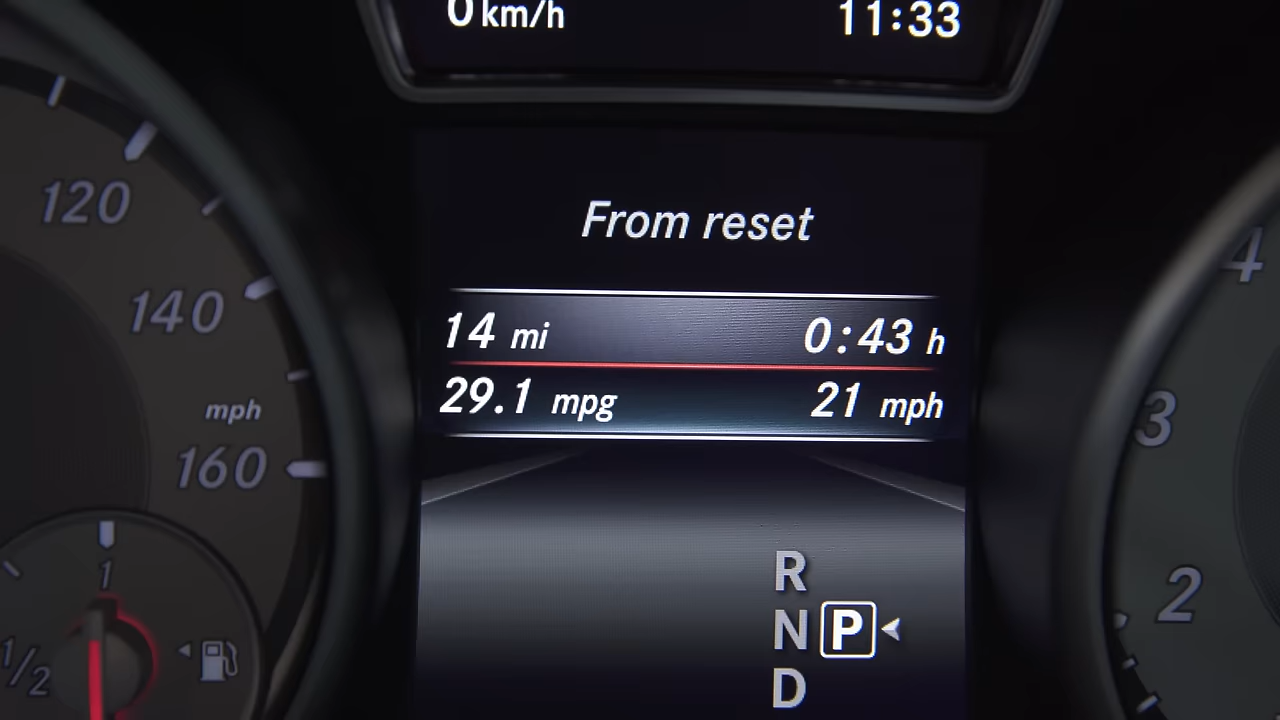 0 km/h 11:33
From reset
14 mi 0:43 h
29.1 mpg 21 mph
120
140
mph
160
1
1/2
4
3
2
R
N P
D